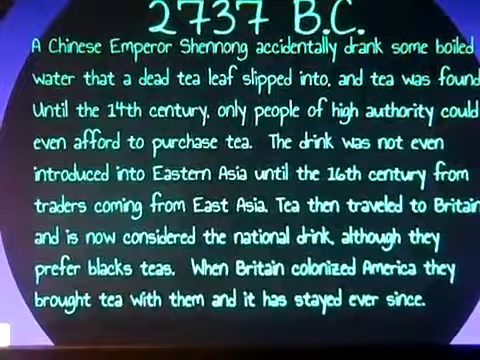 2737 B.C.
A Chinese Emperor Shennong accidentally drank some boiled
water that a dead tea leaf slipped into, and tea was found
Until the 14th century, only people of high authority could
even afford to purchase tea. The drink was not even
introduced into Eastern Asia until the 16th century from
traders coming from East Asia. Tea then traveled to Britain
and is now considered the national drink, although they
prefer blacks teas. When Britain colonized America they
brought tea with them and it has stayed ever since.